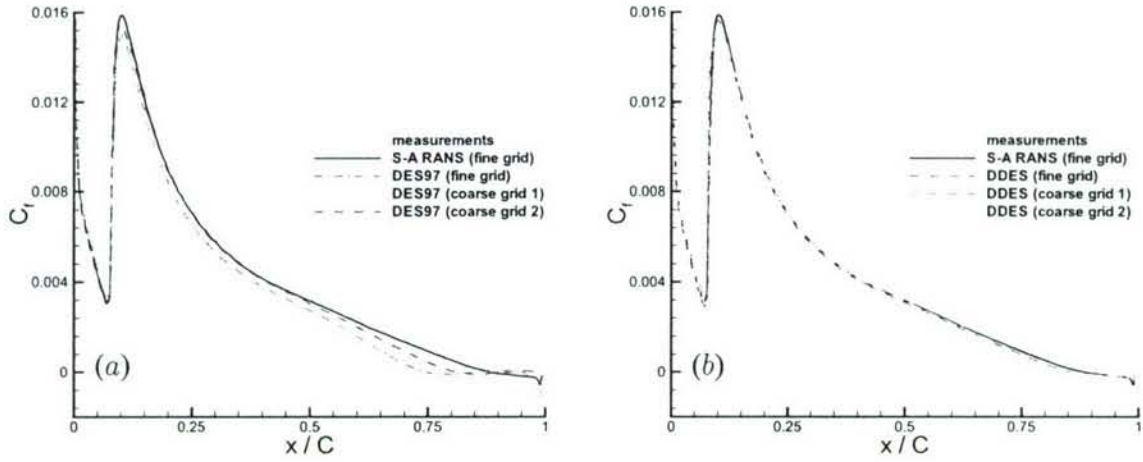 0.016
0.012
0.008
0.004
0
C_f
measurements
S-A RANS (fine grid)
DES97 (fine grid)
DES97 (coarse grid 1)
DES97 (coarse grid 2)
(a)
0 0.25 0.5 0.75 1
x / C
0.016
0.012
0.008
0.004
0
C_f
measurements
S-A RANS (fine grid)
DDES (fine grid)
DDES (coarse grid 1)
DDES (coarse grid 2)
(b)
0 0.25 0.5 0.75 1
x / C